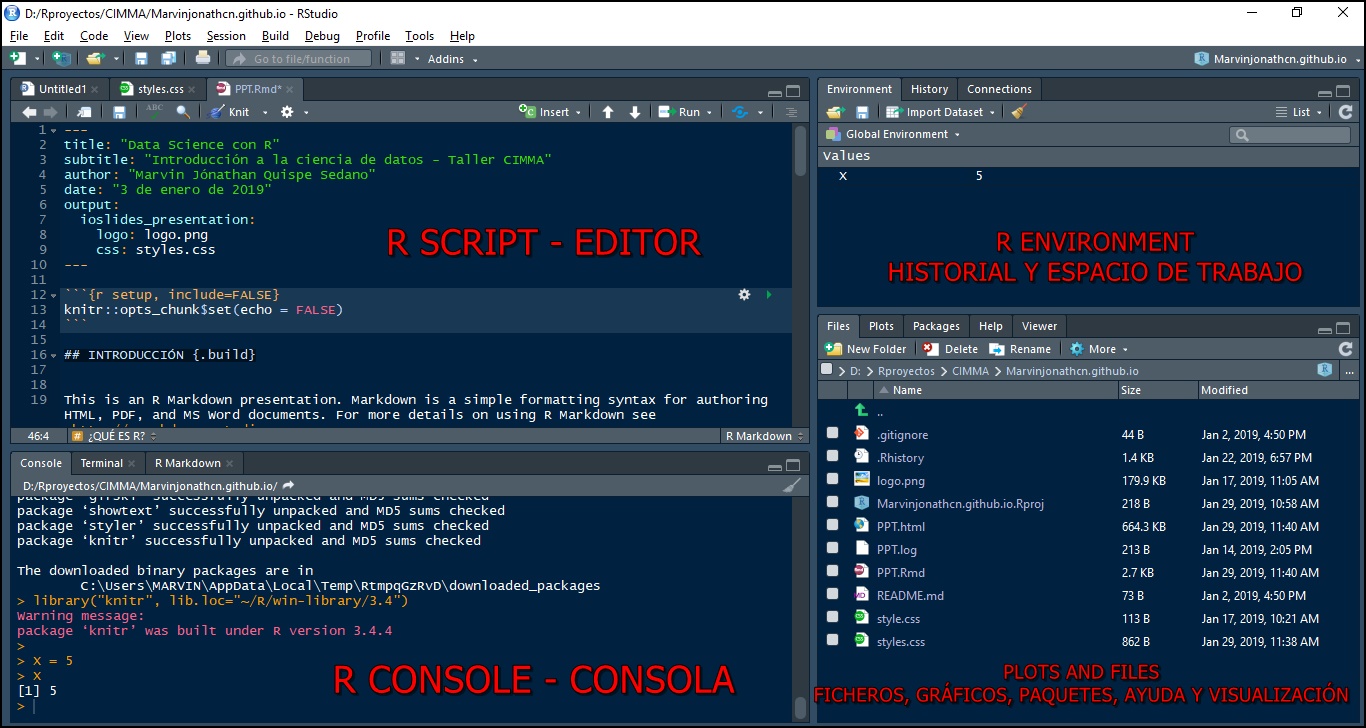 D:/Rproyectos/CIMMA/Marvinjonathcn.github.io - RStudio
File Edit Code View Plots Session Build Debug Profile Tools Help
Go to file/function Addins Marvinjonathcn.github.io
Untitled1 styles.css PPT.Rmd*
ABC Knit Insert Run
1 ---
2 title: "Data Science con R"
3 subtitle: "Introducción a la ciencia de datos - Taller CIMMA"
4 author: "Marvin Jónathan Quispe Sedano"
5 date: "3 de enero de 2019"
6 output:
7 ioslides_presentation:
8 logo: logo.png
9 css: styles.css
10 ---
11
12 ```{r setup, include=FALSE}
13 knitr::opts_chunk$set(echo = FALSE)
14 ```
15
16 ## INTRODUCCIÓN {.build}
17
18
19 This is an R Markdown presentation. Markdown is a simple formatting syntax for authoring
HTML, PDF, and MS Word documents. For more details on using R Markdown see
R SCRIPT - EDITOR
46:4 # ¿QUÉ ES R? R Markdown
Console Terminal R Markdown
D:/Rproyectos/CIMMA/Marvinjonathcn.github.io/
package ‘gifski’ successfully unpacked and MD5 sums checked
package ‘showtext’ successfully unpacked and MD5 sums checked
package ‘styler’ successfully unpacked and MD5 sums checked
package ‘knitr’ successfully unpacked and MD5 sums checked
The downloaded binary packages are in
C:\Users\MARVIN\AppData\Local\Temp\RtmpqGzRvD\downloaded_packages
> library("knitr", lib.loc="~/R/win-library/3.4")
Warning message:
package ‘knitr’ was built under R version 3.4.4
>
> X = 5
> X
[1] 5
>
R CONSOLE - CONSOLA
Environment History Connections
Import Dataset List
Global Environment
Values
X 5
R ENVIRONMENT
HISTORIAL Y ESPACIO DE TRABAJO
Files Plots Packages Help Viewer
New Folder Delete Rename More
D: Rproyectos CIMMA Marvinjonathcn.github.io ...
Name Size Modified
..
.gitignore 44 B Jan 2, 2019, 4:50 PM
.Rhistory 1.4 KB Jan 22, 2019, 6:57 PM
logo.png 179.9 KB Jan 17, 2019, 11:05 AM
Marvinjonathcn.github.io.Rproj 218 B Jan 29, 2019, 10:58 AM
PPT.html 664.3 KB Jan 29, 2019, 11:40 AM
PPT.log 213 B Jan 14, 2019, 2:05 PM
PPT.Rmd 2.7 KB Jan 29, 2019, 11:40 AM
README.md 73 B Jan 2, 2019, 4:50 PM
style.css 113 B Jan 17, 2019, 10:21 AM
styles.css 862 B Jan 29, 2019, 11:38 AM
PLOTS AND FILES
FICHEROS, GRÁFICOS, PAQUETES, AYUDA Y VISUALIZACIÓN